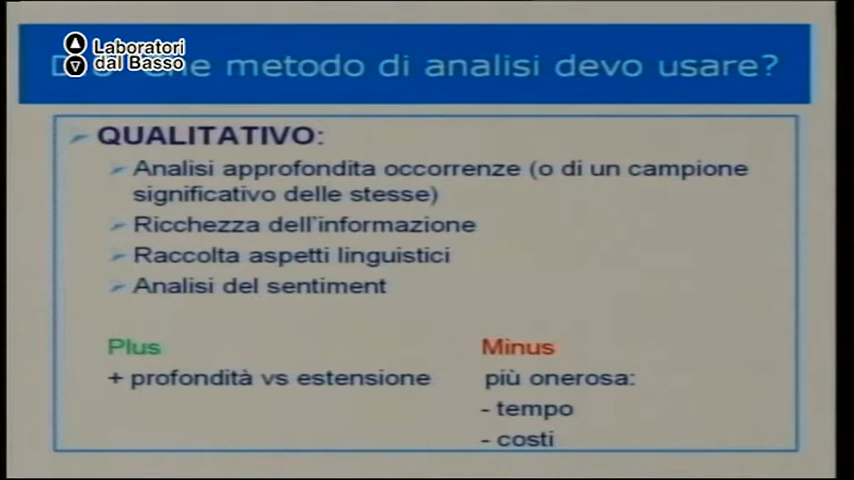 Laboratori
dal Basso
che metodo di analisi devo usare?
QUALITATIVO:
Analisi approfondita occorrenze (o di un campione
significativo delle stesse)
Ricchezza dell'informazione
Raccolta aspetti linguistici
Analisi del sentiment
Plus
Minus
+ profondità vs estensione
più onerosa:
- tempo
- costi